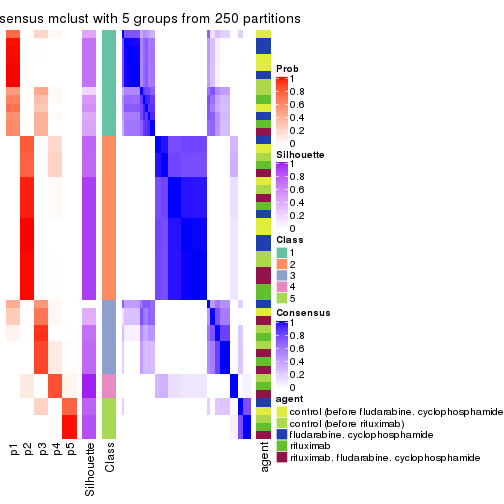 sensus mclust with 5 groups from 250 partitions
Prob
1
0.8
0.6
0.4
0.2
0
Silhouette
1
0.8
0.6
0.4
0.2
0
Class
1
2
3
4
5
Consensus
1
0.8
0.6
0.4
0.2
0
agent
control (before fludarabine. cyclophosphamide
control (before rituximab)
fludarabine. cyclophosphamide
rituximab
rituximab. fludarabine. cyclophosphamide
p1
p2
p3
p4
p5
Silhouette
Class
agent